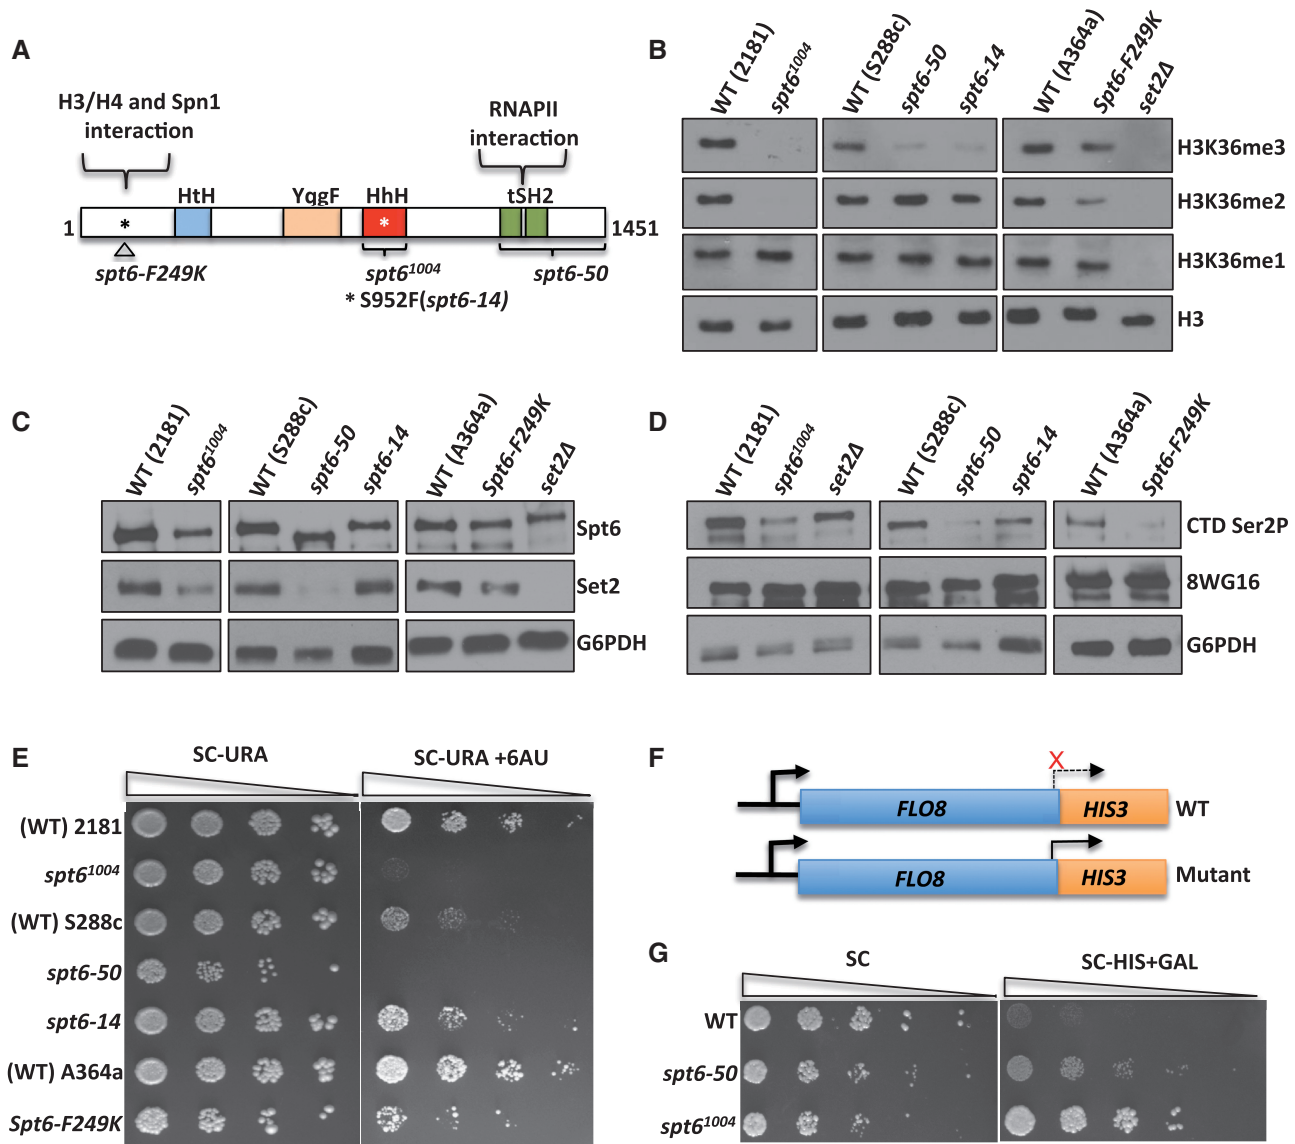 A
H3/H4 and Spn1
interaction
RNAPII
interaction
HtH
YqgF
HhH
tSH2
1
*
*
1451
spt6-F249K
spt6¹⁰⁰⁴
spt6-50
* S952F(spt6-14)
B
WT (2181)
spt6¹⁰⁰⁴
WT (S288c)
spt6-50
spt6-14
WT (A364a)
Spt6-F249K
set2Δ
H3K36me3
H3K36me2
H3K36me1
H3
C
WT (2181)
spt6¹⁰⁰⁴
WT (S288c)
spt6-50
spt6-14
WT (A364a)
Spt6-F249K
set2Δ
Spt6
Set2
G6PDH
D
WT (2181)
spt6¹⁰⁰⁴
set2Δ
WT (S288c)
spt6-50
spt6-14
WT (A364a)
Spt6-F249K
CTD Ser2P
8WG16
G6PDH
E
SC-URA
SC-URA +6AU
(WT) 2181
spt6¹⁰⁰⁴
(WT) S288c
spt6-50
spt6-14
(WT) A364a
Spt6-F249K
F
X
FLO8
HIS3
WT
FLO8
HIS3
Mutant
G
SC
SC-HIS+GAL
WT
spt6-50
spt6¹⁰⁰⁴